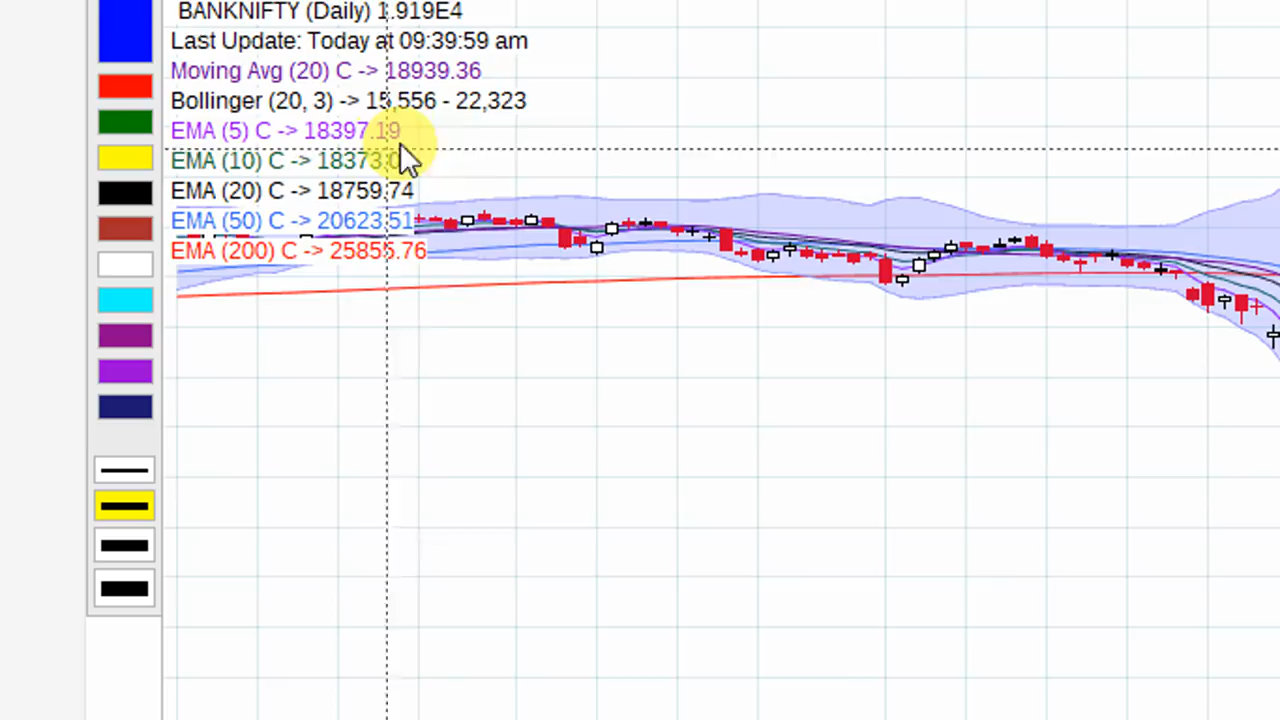 BANKNIFTY (Daily) 1.919E4
Last Update: Today at 09:39:59 am
Moving Avg (20) C -> 18939.36
Bollinger (20, 3) -> 15,556 - 22,323
EMA (5) C -> 18397.19
EMA (10) C -> 18373.0
EMA (20) C -> 18759.74
EMA (50) C -> 20623.51
EMA (200) C -> 25855.76